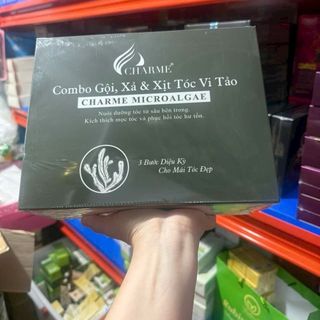 CHARME®
Combo Gội, Xả & Xịt Tóc Vi Tảo
CHARME MICROALGAE
Nuôi dưỡng tóc từ sâu bên trong.
Kích thích mọc tóc và phục hồi tóc hư tổn.
3 Bước Diệu Kỳ
Cho Mái Tóc Đẹp